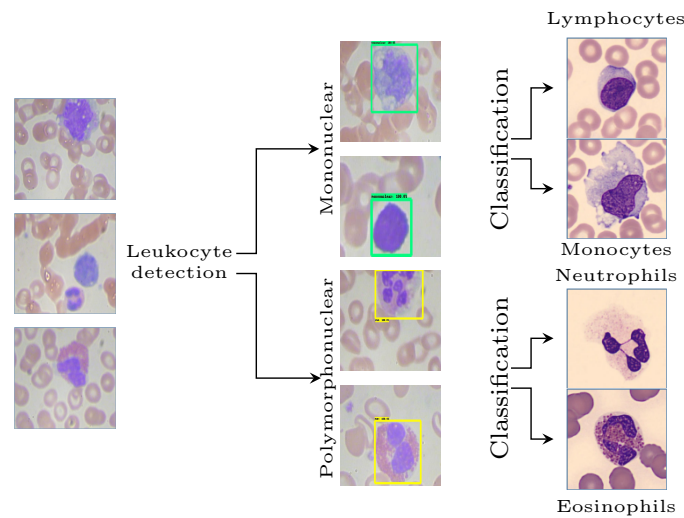 Lymphocytes
Mononuclear
Classification
Leukocyte
detection
Monocytes
Neutrophils
Polymorphonuclear
Classification
Eosinophils